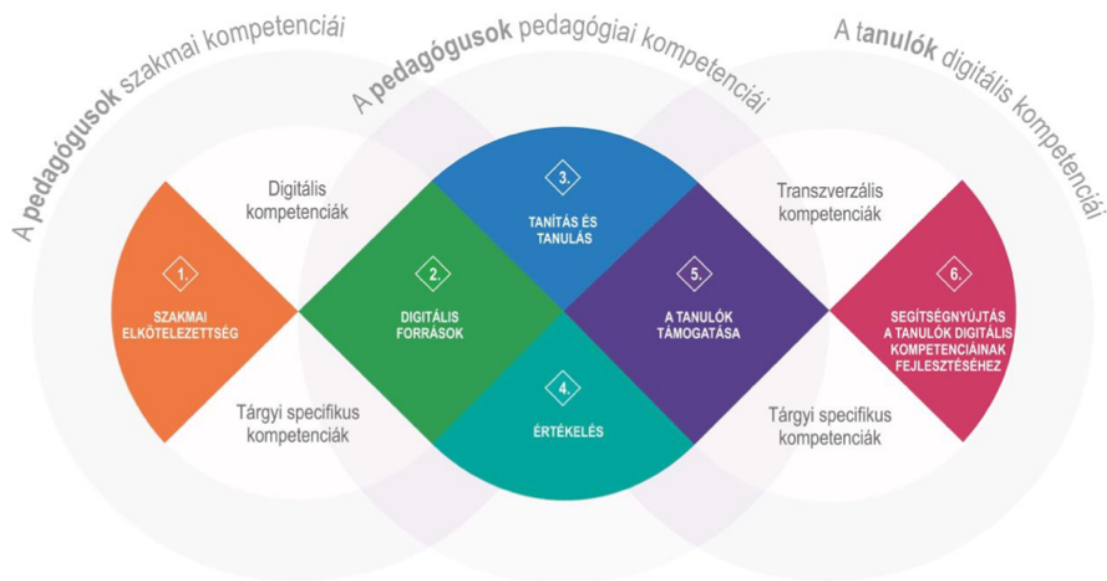 A pedagógusok szakmai kompetenciái
A pedagógusok pedagógiai kompetenciái
A tanulók digitális kompetenciái
Digitális
kompetenciák
3.
TANÍTÁS ÉS
TANULÁS
Transzverzális
kompetenciák
1.
SZAKMAI
ELKÖTELEZETTSÉG
2.
DIGITÁLIS
FORRÁSOK
5.
A TANULÓK
TÁMOGATÁSA
6.
SEGÍTSÉGNYÚJTÁS
A TANULÓK DIGITÁLIS
KOMPETENCIÁINAK
FEJLESZTÉSÉHEZ
Tárgyi specifikus
kompetenciák
4.
ÉRTÉKELÉS
Tárgyi specifikus
kompetenciák